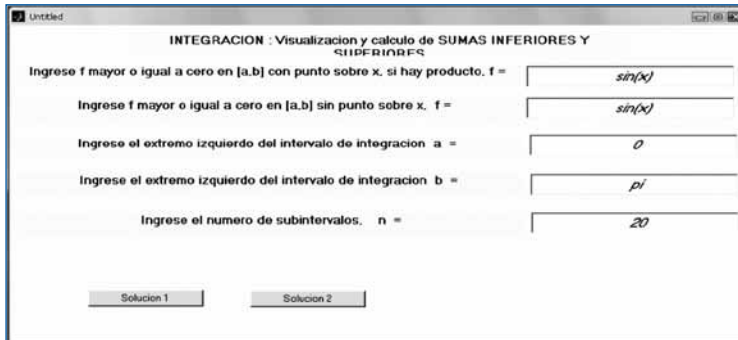 Untitled
INTEGRACION : Visualizacion y calculo de SUMAS INFERIORES Y
SUPERIORES
Ingrese f mayor o igual a cero en [a.b] con punto sobre x. si hay producto. f = sin(x)
Ingrese f mayor o igual a cero en [a,b] sin punto sobre x. f = sin(x)
Ingrese el extremo izquierdo del intervalo de integracion a = 0
Ingrese el extremo izquierdo del intervalo de integracion b = pi
Ingrese el numero de subintervalos. n = 20
Solucion 1 Solucion 2